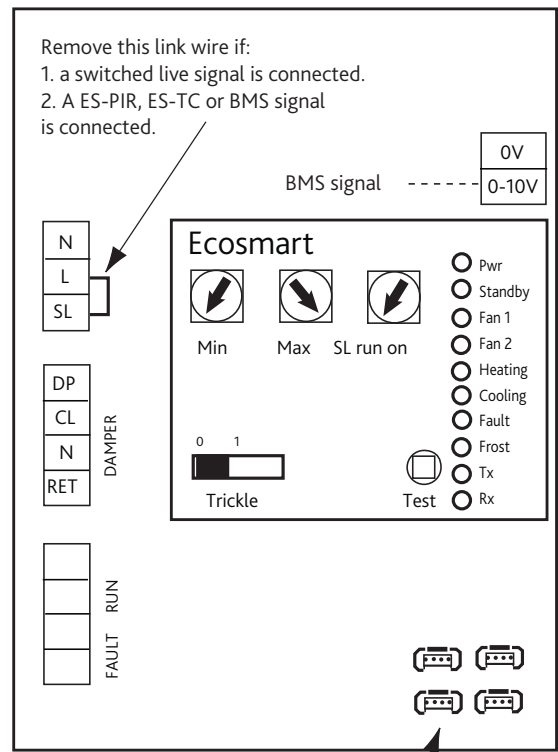 Remove this link wire if:
1. a switched live signal is connected.
2. A ES-PIR, ES-TC or BMS signal
is connected.
0V
BMS signal
0-10V
N
L
SL
Ecosmart
Min
Max
SL run on
Pwr
Standby
Fan 1
Fan 2
Heating
Cooling
Fault
Frost
Tx
Rx
DP
CL
N
RET
DAMPER
0
1
Trickle
Test
RUN
FAULT